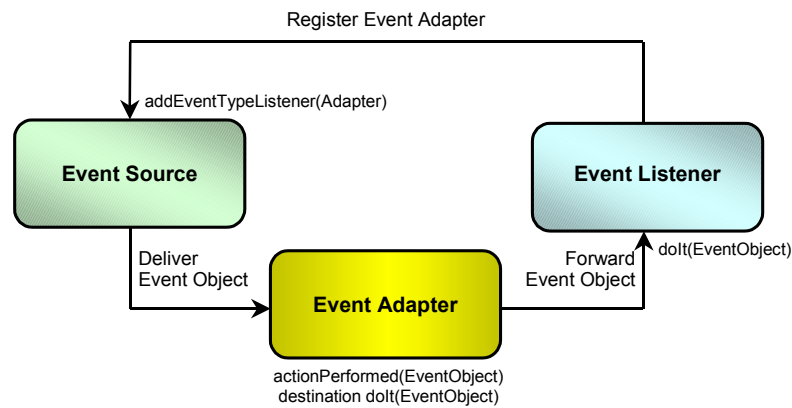 Register Event Adapter
addEventTypeListener(Adapter)
Event Source
Event Listener
Deliver
Event Object
Forward
Event Object
doIt(EventObject)
Event Adapter
actionPerformed(EventObject)
destination doIt(EventObject)